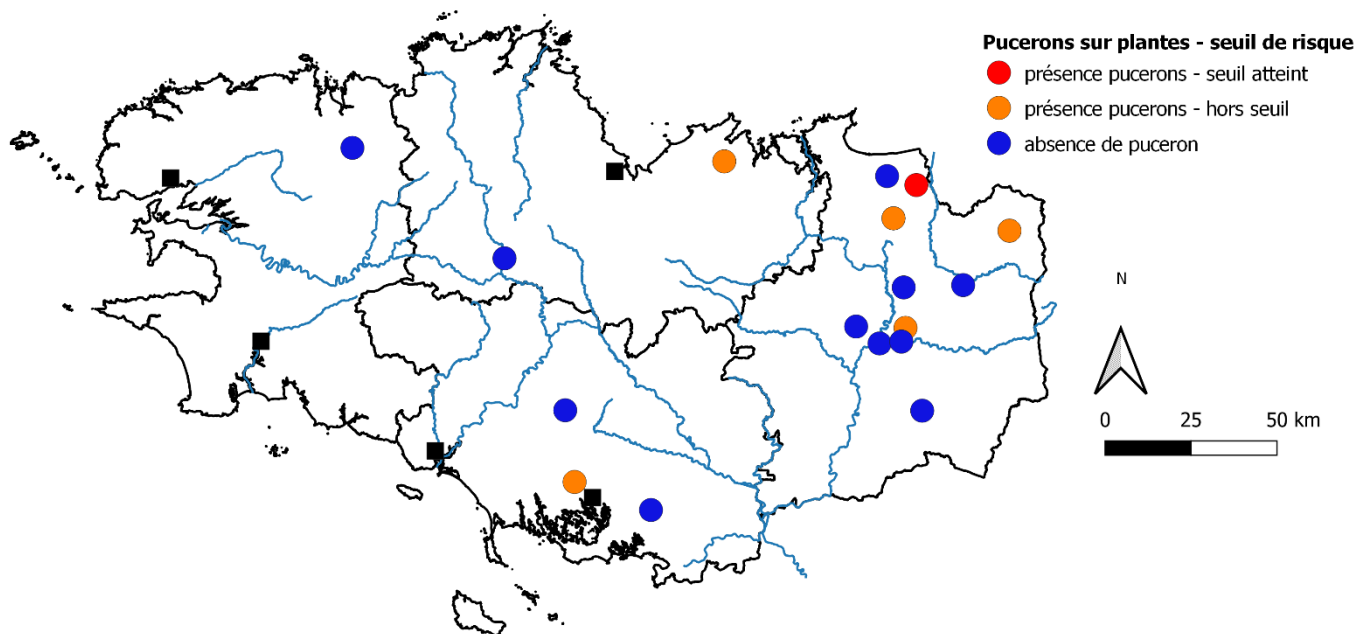 Pucerons sur plantes - seuil de risque
présence pucerons - seuil atteint
présence pucerons - hors seuil
absence de puceron
N
0 25 50 km